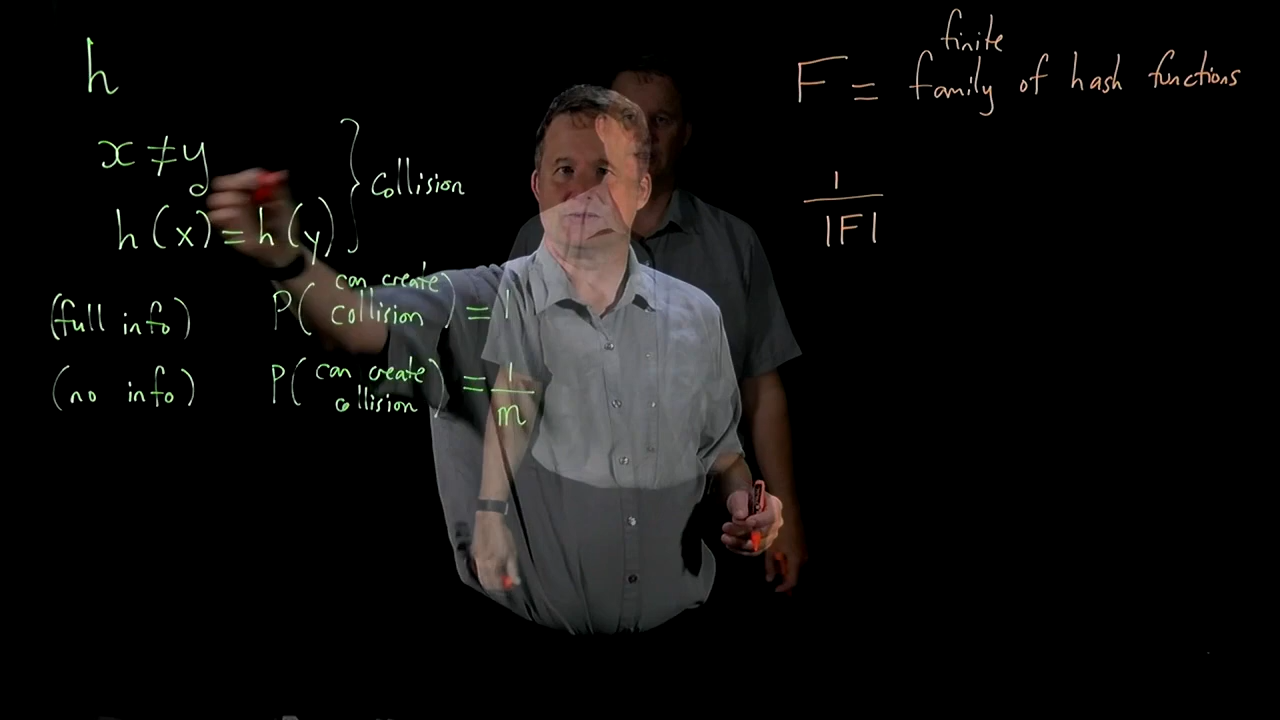 h
x ≠ y
h(x) = h(y) } collision
(full info) P(can create collision) = 1
(no info) P(can create collision) = 1/m
finite
F = family of hash functions
1
|F|